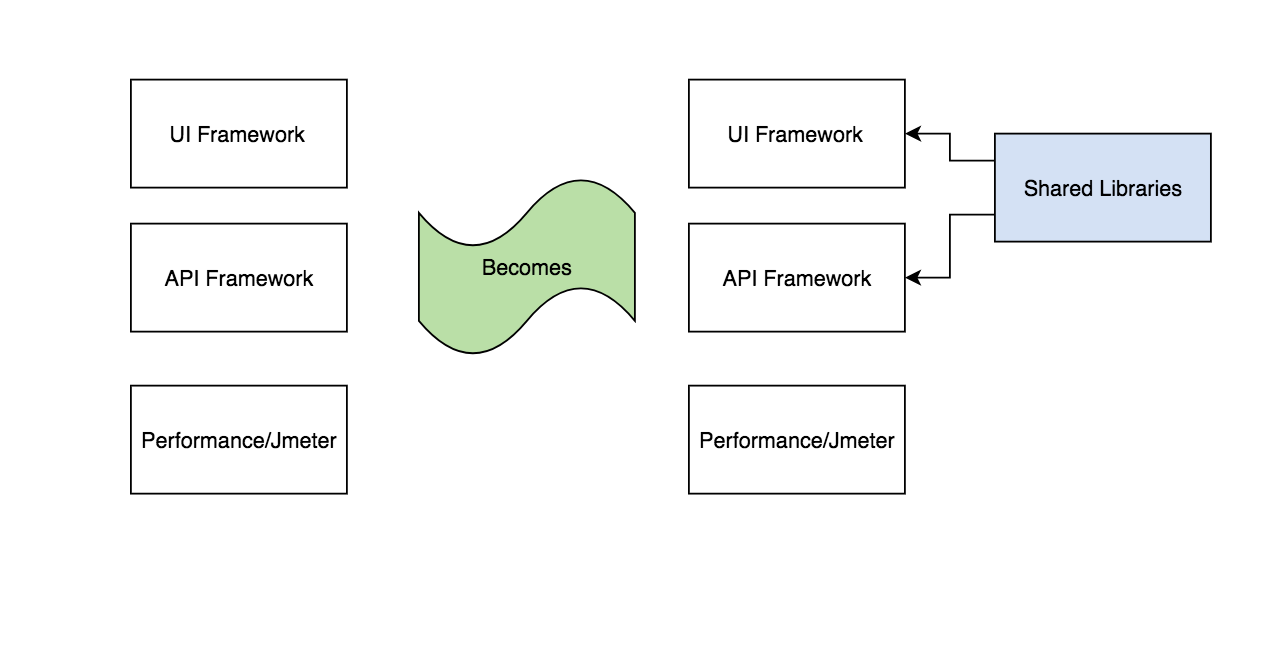 UI Framework
API Framework
Performance/Jmeter
Becomes
UI Framework
API Framework
Performance/Jmeter
Shared Libraries